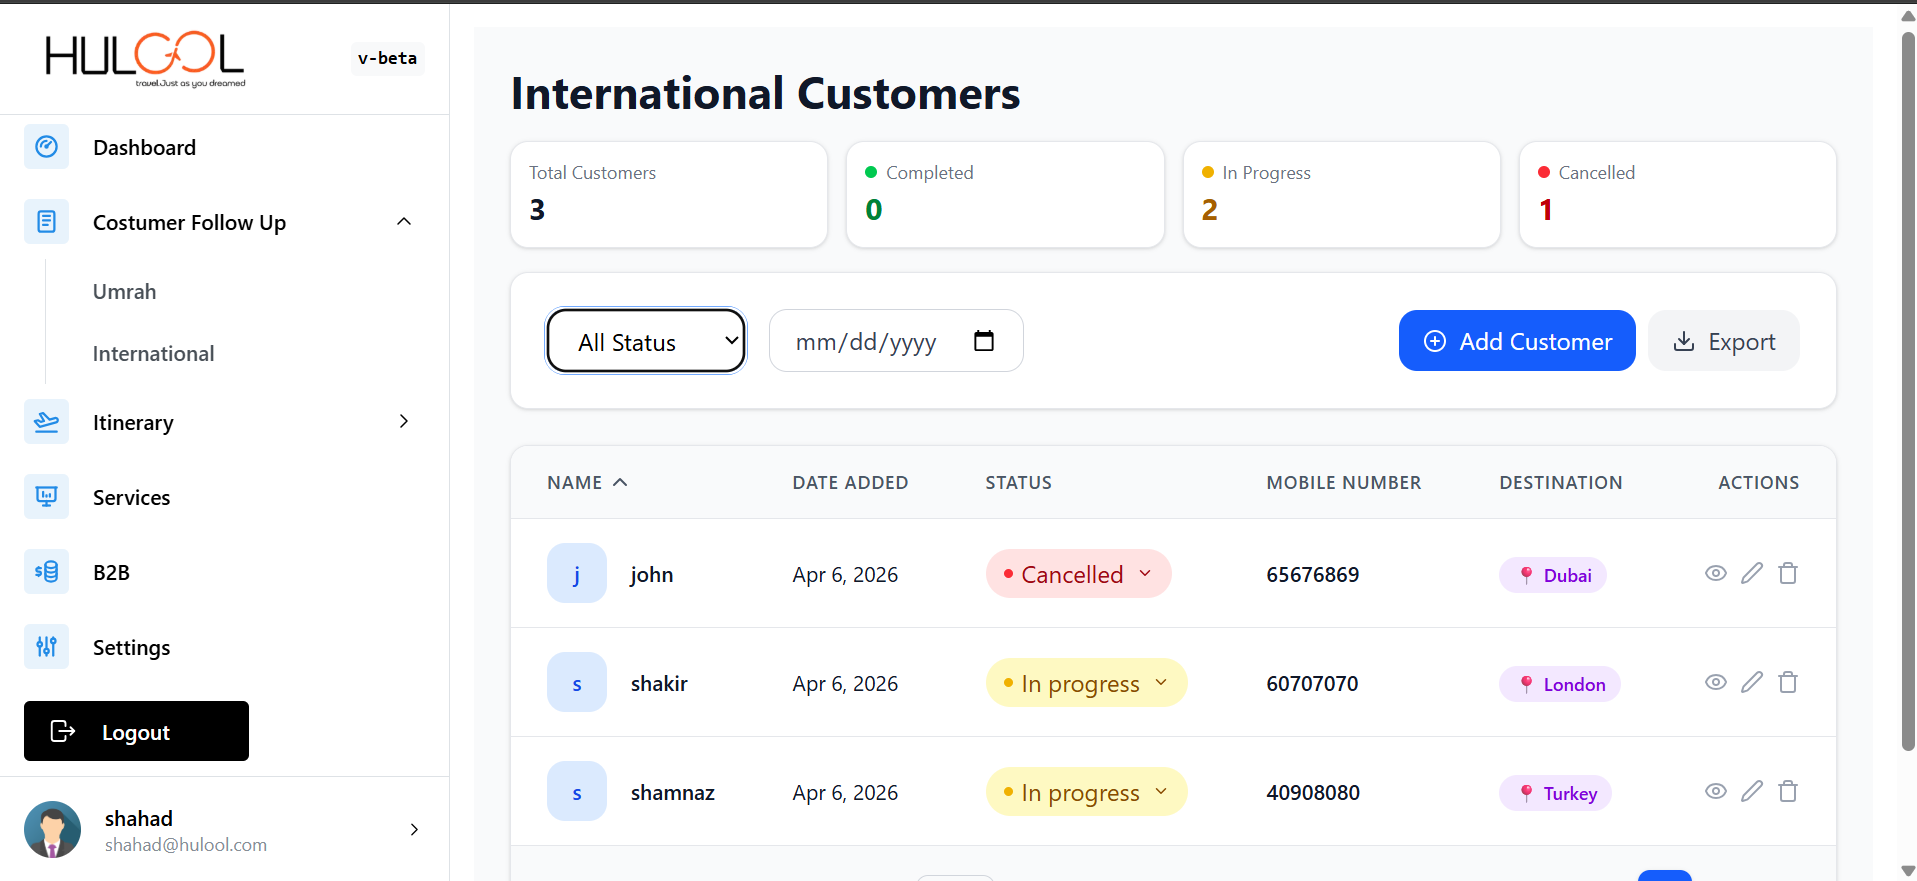 HULOOL
travel.Just as you dreamed
v-beta
Dashboard
Costumer Follow Up
Umrah
International
Itinerary
Services
B2B
Settings
Logout
shahad
shahad@hulool.com
International Customers
Total Customers
3
Completed
0
In Progress
2
Cancelled
1
All Status
mm/dd/yyyy
Add Customer
Export
NAME DATE ADDED STATUS MOBILE NUMBER DESTINATION ACTIONS
j john Apr 6, 2026 Cancelled 65676869 Dubai
s shakir Apr 6, 2026 In progress 60707070 London
s shamnaz Apr 6, 2026 In progress 40908080 Turkey